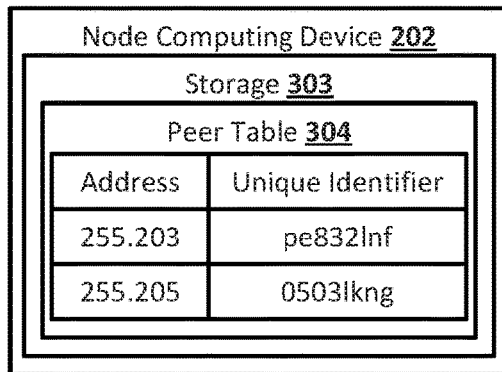 Node Computing Device 202
Storage 303
Peer Table 304
Address Unique Identifier
255.203 pe832lnf
255.205 0503lkng